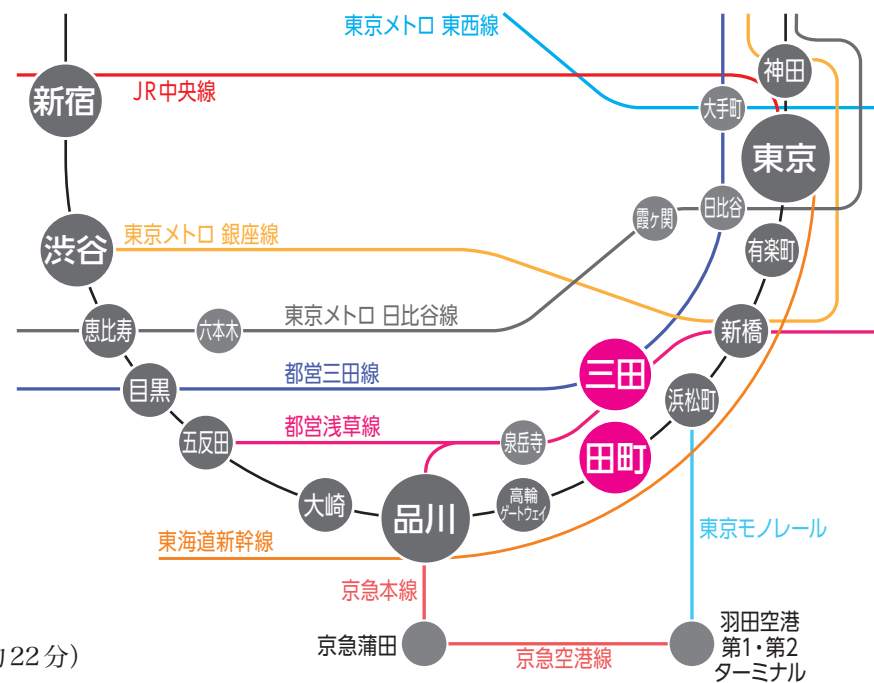 東京メトロ 東西線
神田
新宿
JR中央線
大手町
東京
霞ヶ関
日比谷
渋谷
東京メトロ 銀座線
有楽町
恵比寿
六本木
東京メトロ 日比谷線
新橋
都営三田線
三田
目黒
浜松町
五反田
都営浅草線
泉岳寺
田町
大崎
品川
高輪
ゲートウェイ
東京モノレール
東海道新幹線
京急本線
京急蒲田
京急空港線
羽田空港
第1・第2
ターミナル
22分)